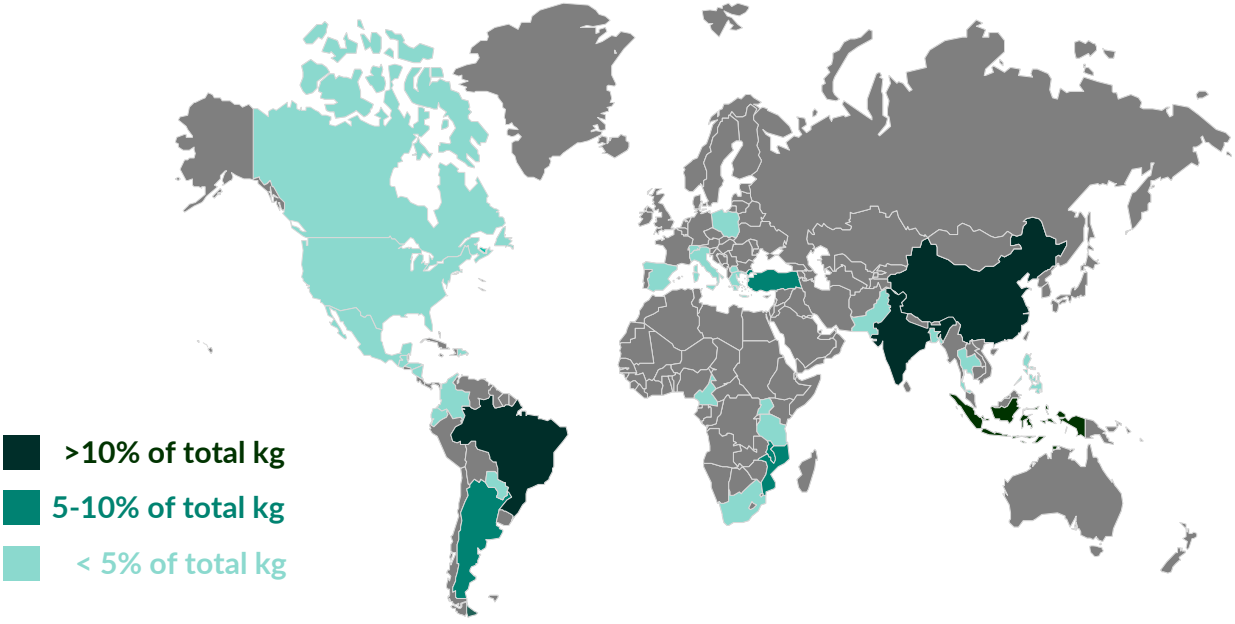 >10% of total kg
5-10% of total kg
< 5% of total kg